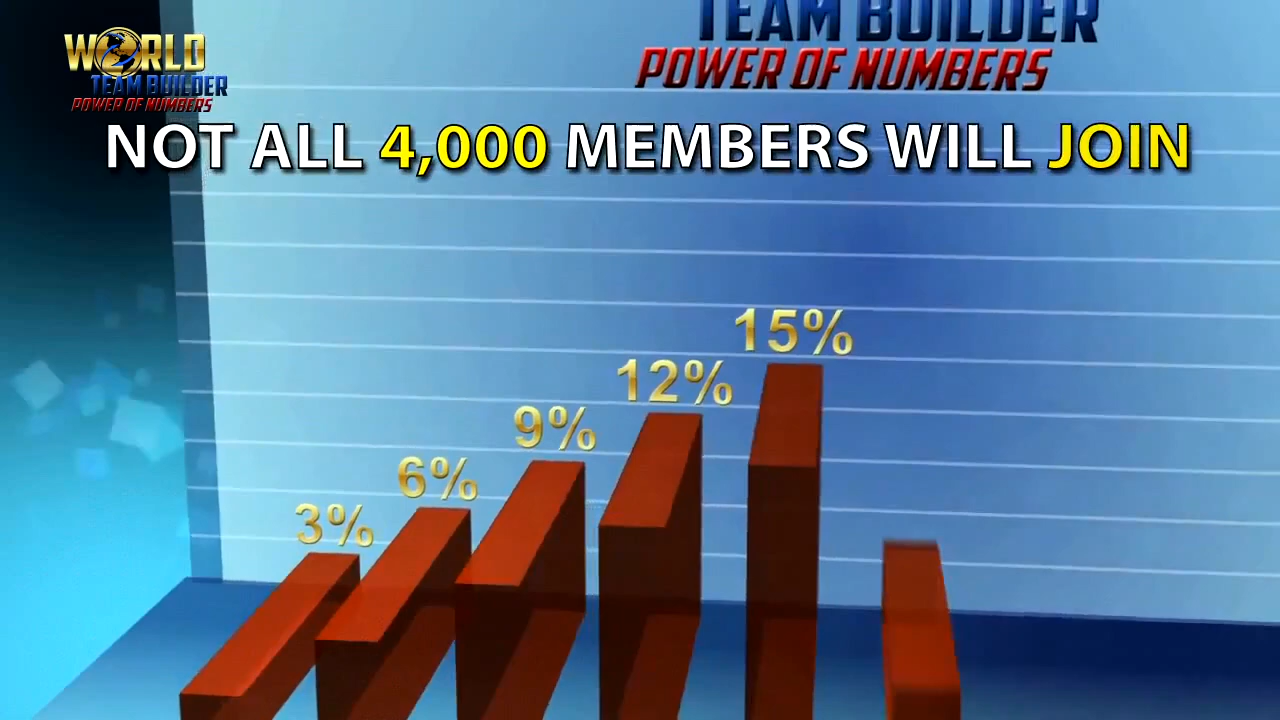 TEAM BUILDER
POWER OF NUMBERS
WORLD
TEAM BUILDER
POWER OF NUMBERS
NOT ALL 4,000 MEMBERS WILL JOIN
15%
12%
9%
6%
3%